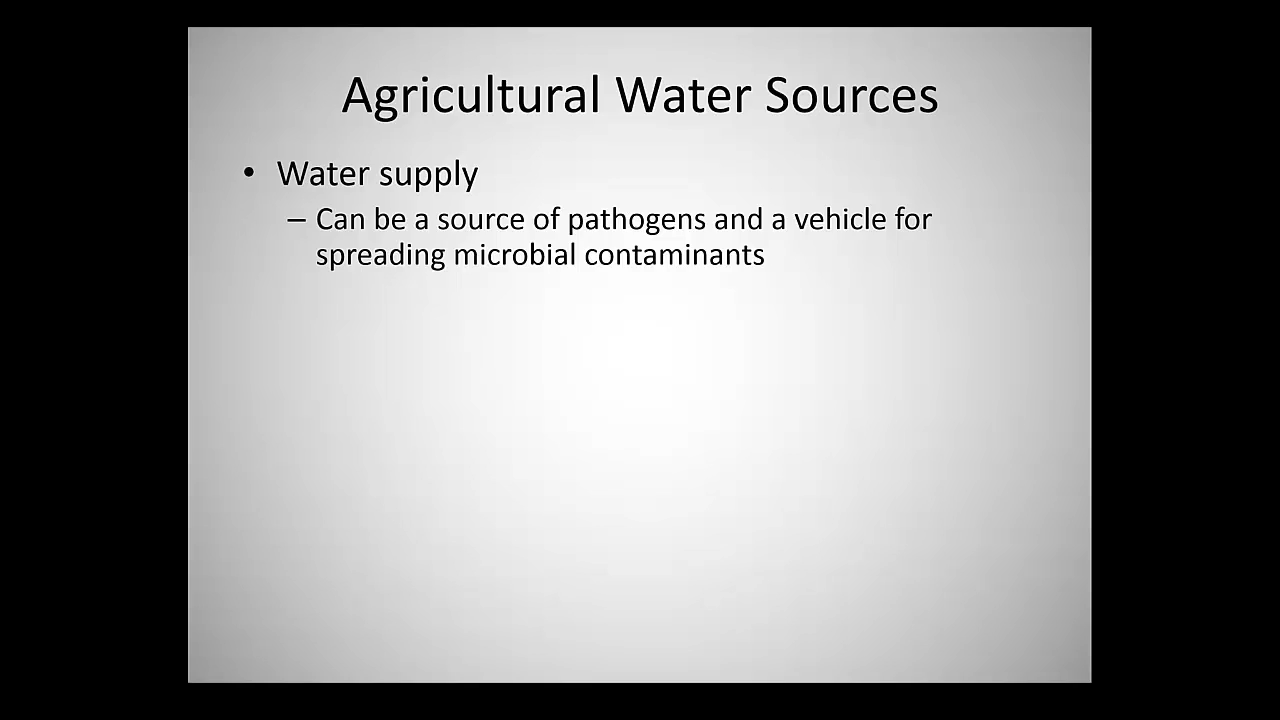 Agricultural Water Sources
• Water supply
– Can be a source of pathogens and a vehicle for
spreading microbial contaminants